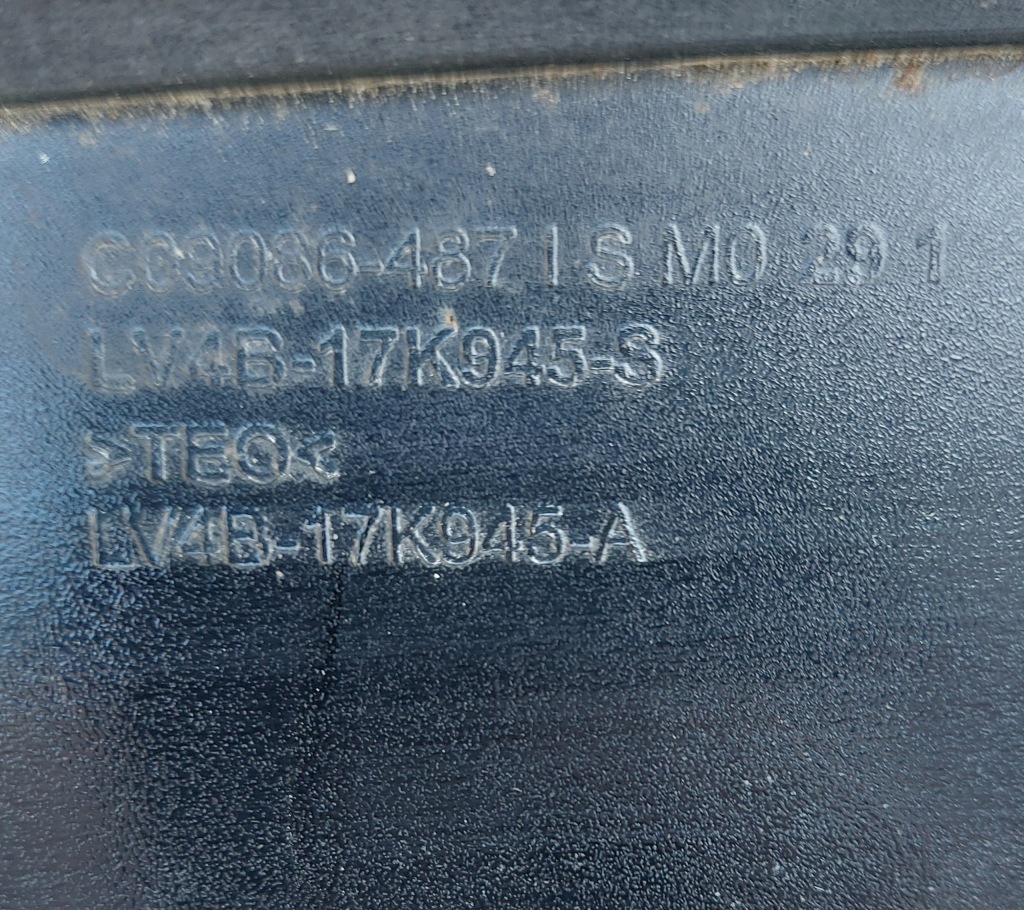 C09086-487 I S M0 29 1
LV4B-17K945-S
>TEO<
LV4B-17K945-A